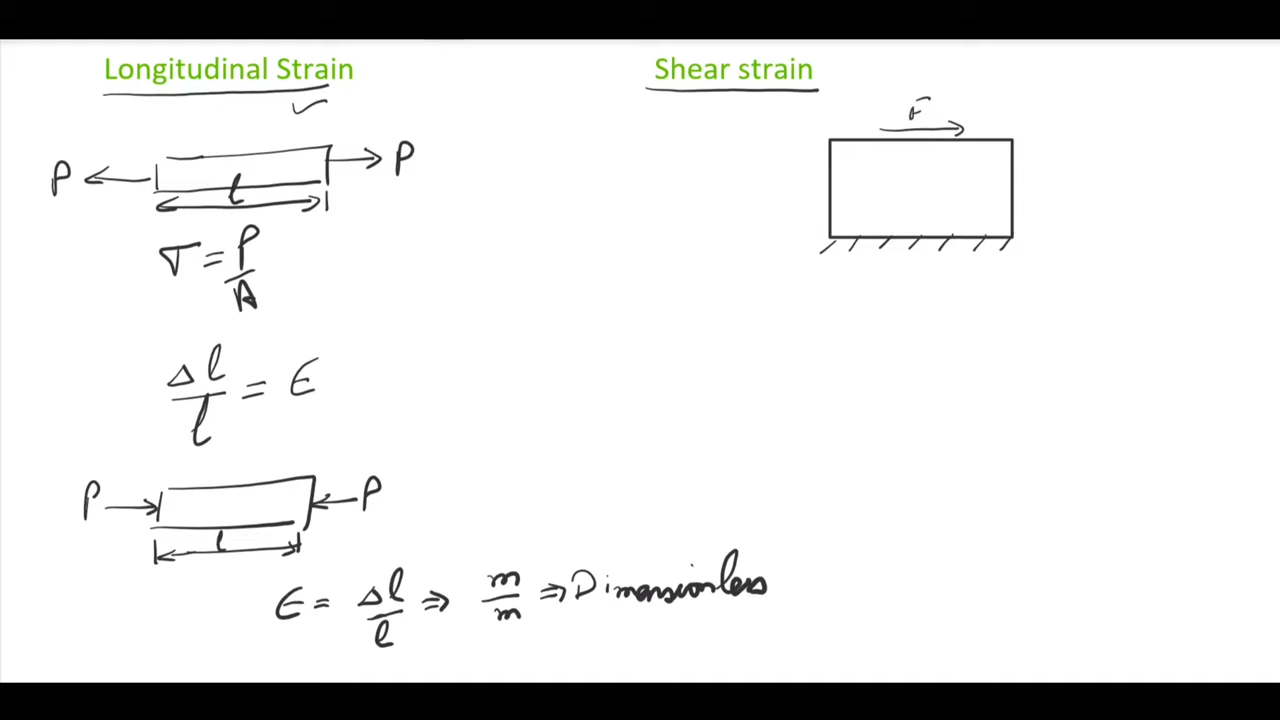 Longitudinal Strain
Shear strain
F
P P
l
σ = P/A
Δl/l = ϵ
P P
l
ϵ = Δl/l ⇒ m/m ⇒ Dimensionless